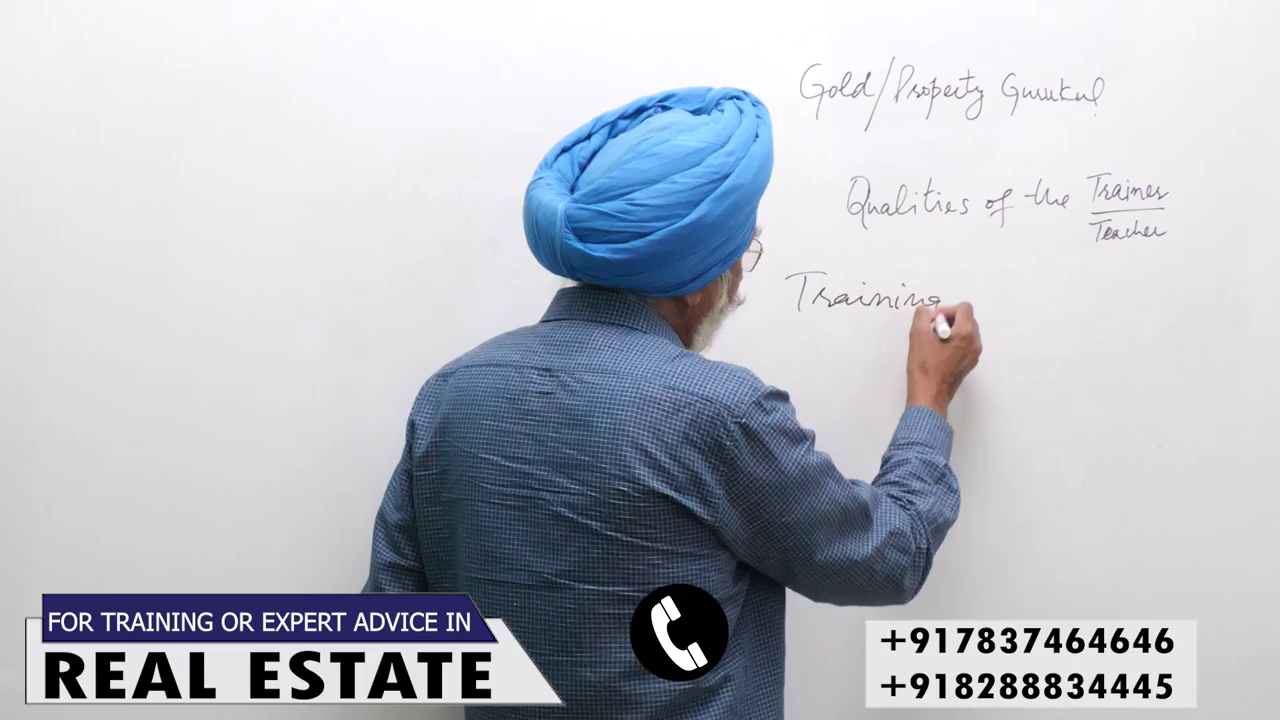 Gold/Property Gurukul
Qualities of the Trainer
Teacher
Training
FOR TRAINING OR EXPERT ADVICE IN
REAL ESTATE
+917837464646
+918288834445